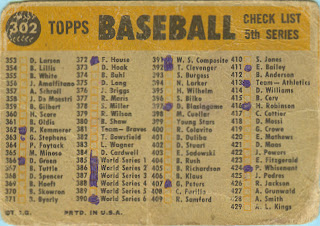 302
TOPPS BASEBALL CHECK LIST
5th SERIES
353 D. Larsen
354 B. Lillis
355 B. White
356 J. Amalfitano
357 A. Schroll
358 J. De Maestri
359 B. Gilbert
360 H. Score
361 B. Oldis
362 R. Kemmerer
363 G. Stephens
364 P. Foytack
365 M. Minoso
366 D. Green
367 B. Tuttle
368 D. Spencer
369 B. Hoeft
370 B. Skowron
371 B. Byerly
372 F. House
373 D. Hoak
374 B. Buhl
375 D. Long
376 J. Briggs
377 R. Maris
378 S. Miller
379 R. Wilson
380 B. Shaw
381 Team—Braves
382 T. Bowsfield
383 L. Wagner
384 D. Cardwell
385 World Series 1
386 World Series 2
387 World Series 3
388 World Series 4
389 World Series 5
390 World Series 6
391 W. S. Composite
392 T. Clevenger
393 S. Burgess
394 N. Larker
395 H. Wilhelm
396 S. Bilko
397 D. Blasingame
398 M. Cuellar
399 Young Stars
400 R. Colavito
401 B. Duliba
402 D. Stuart
403 E. Sadowski
404 B. Rush
405 B. Richardson
406 B. Klaus
407 G. Peters
408 C. Furillo
409 R. Samford
410 S. Jones
411 E. Bailey
412 B. Anderson
413 Team—Athletics
414 D. Williams
415 B. Cerv
416 H. Robinson
417 C. Cottier
418 D. Mossi
419 G. Crowe
420 E. Mathews
421 D. Maas
422 J. Powers
423 E. Fitzgerald
424 P. Whisenant
425 J. Podres
426 R. Jackson
427 A. Grunwald
428 A. Smith
429 A. L. Kings
T. C. G. PRTD. IN U.S.A.